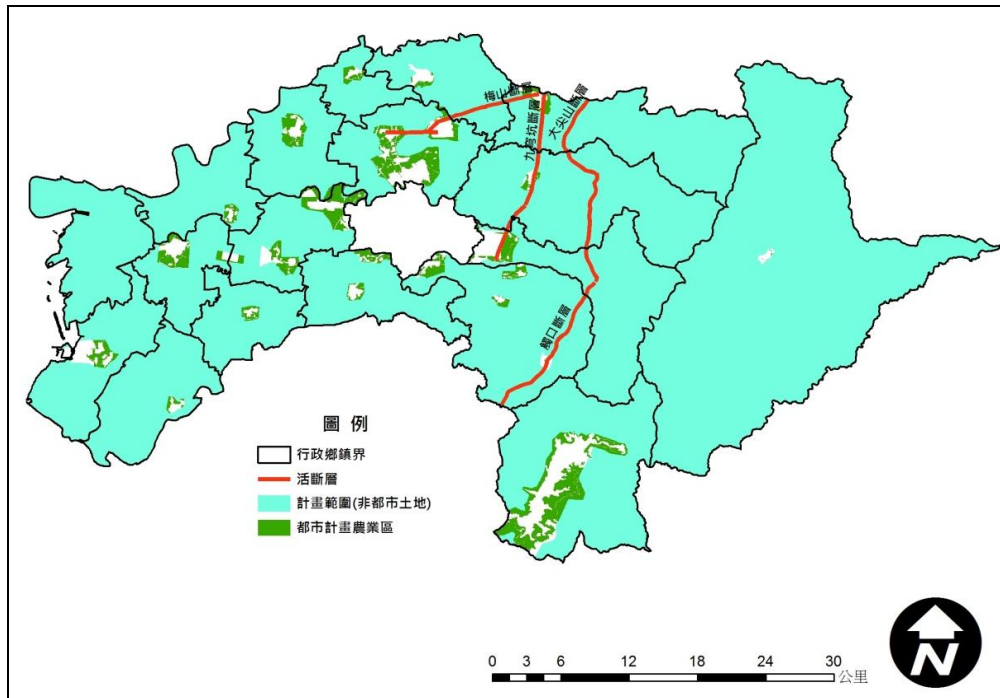 梅山斷層
九芎坑斷層
大尖山斷層
觸口斷層
圖例
行政鄉鎮界
活斷層
計畫範圍(非都市土地)
都市計畫農業區
N
0 3 6 12 18 24 30
公里